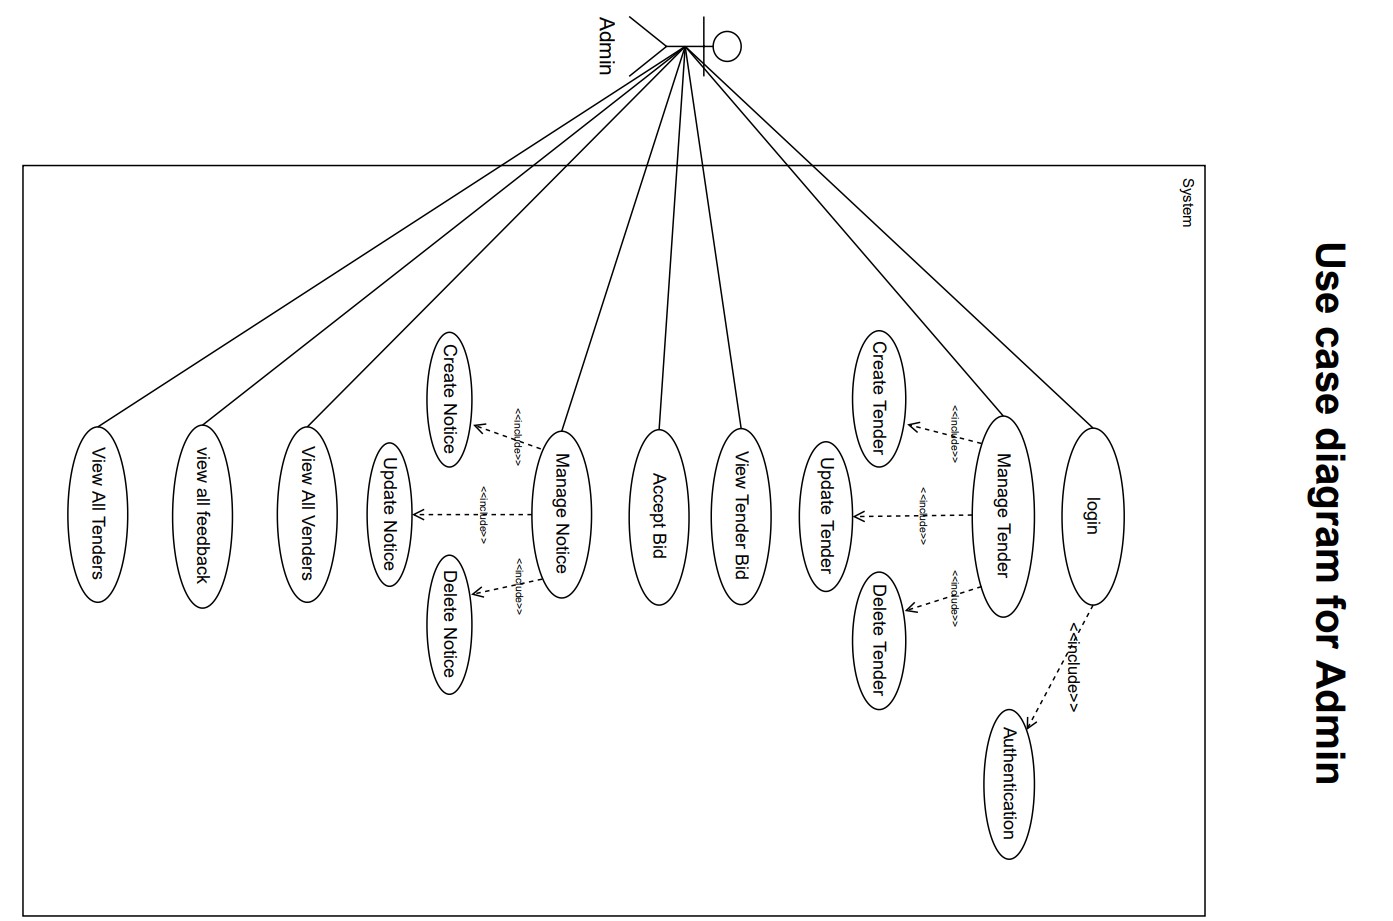 Use case diagram for Admin
System
login
<<include>>
Authentication
Manage Tender
<<include>>
<<include>>
<<include>>
Create Tender
Delete Tender
Update Tender
View Tender Bid
Accept Bid
Admin
Manage Notice
<<include>>
<<include>>
<<include>>
Create Notice
Delete Notice
Update Notice
View All Venders
view all feedback
View All Tenders